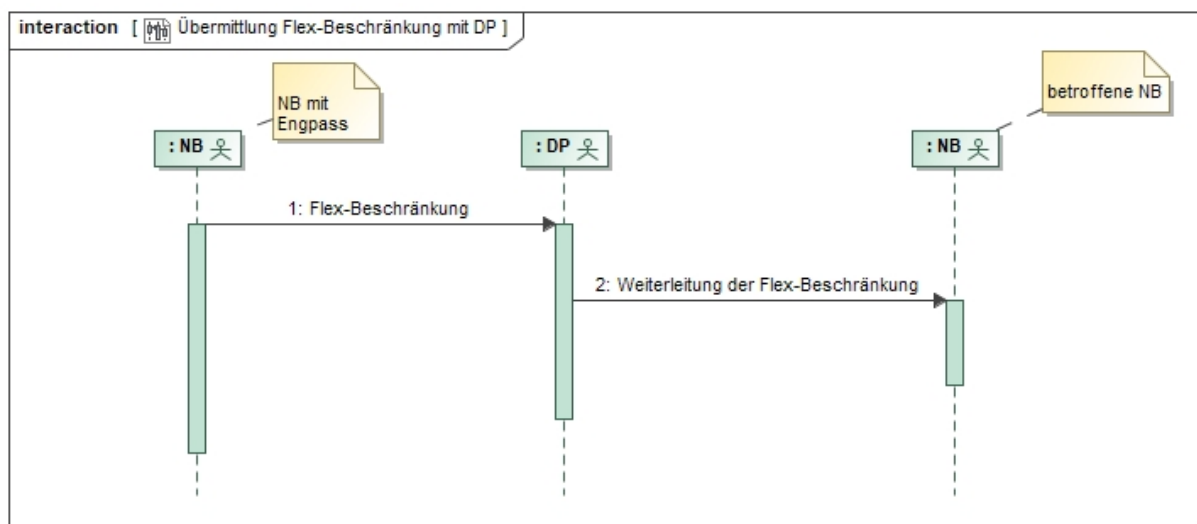 interaction [ Übermittlung Flex-Beschränkung mit DP ]
NB mit
Engpass
betroffene NB
: NB
: DP
: NB
1: Flex-Beschränkung
2: Weiterleitung der Flex-Beschränkung